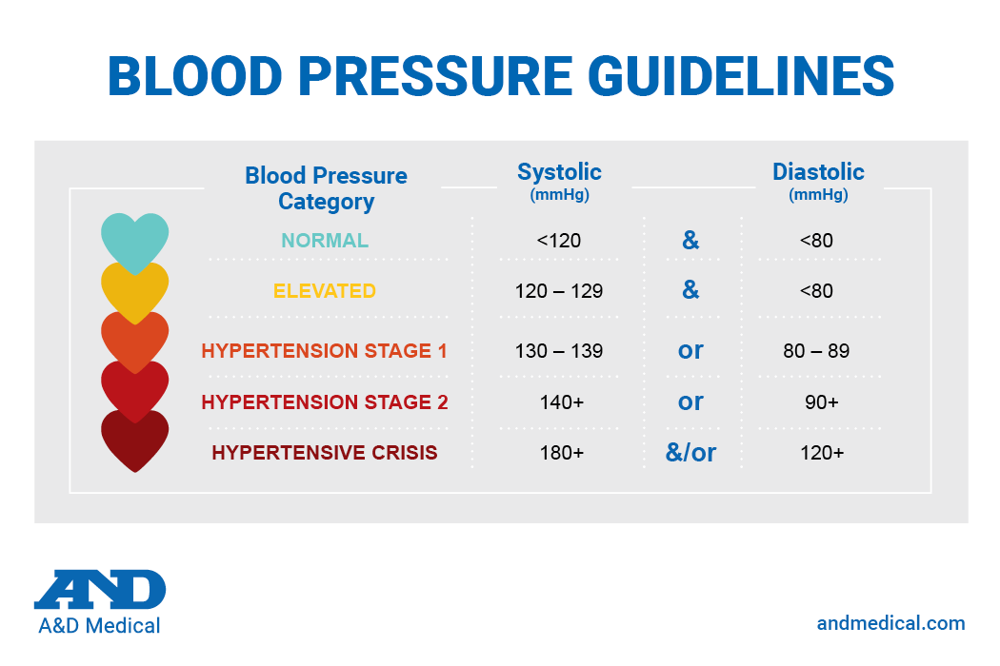 BLOOD PRESSURE GUIDELINES
Blood Pressure
Category
Systolic
(mmHg)
Diastolic
(mmHg)
NORMAL <120 & <80
ELEVATED 120 – 129 & <80
HYPERTENSION STAGE 1 130 – 139 or 80 – 89
HYPERTENSION STAGE 2 140+ or 90+
HYPERTENSIVE CRISIS 180+ &/or 120+
AND
A&D Medical
andmedical.com